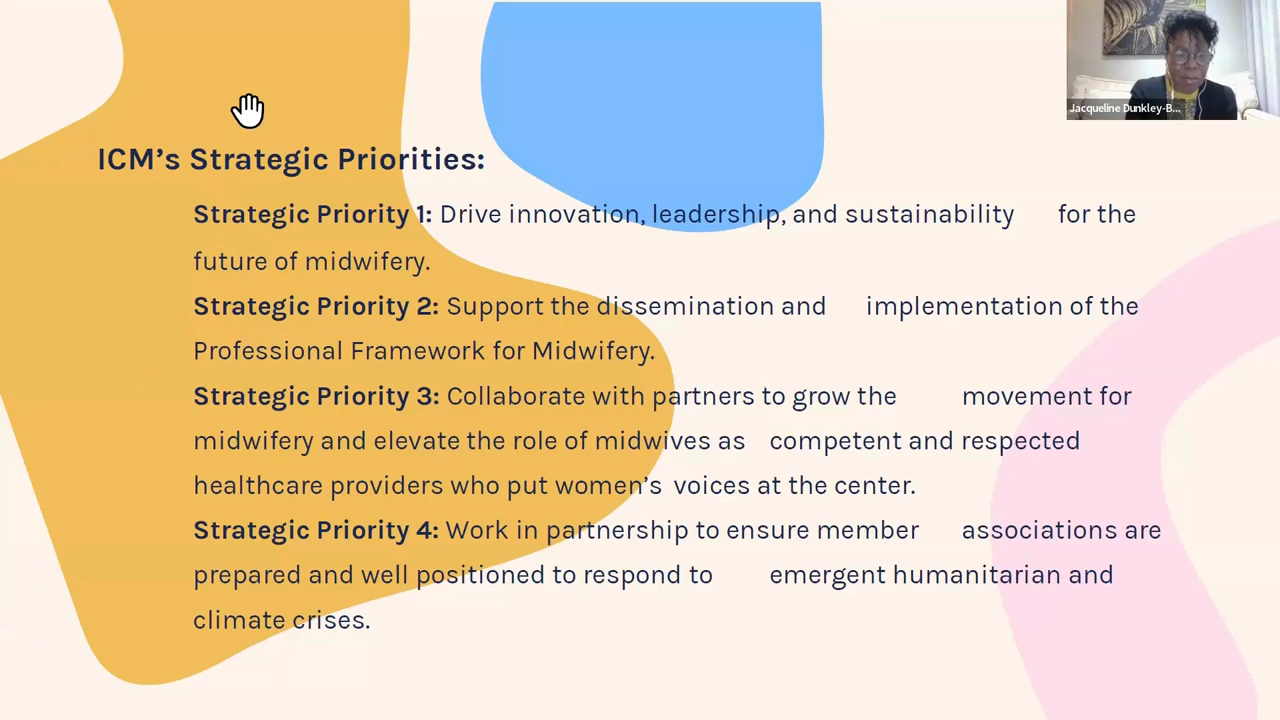 Jacqueline Dunkley-B...
ICM’s Strategic Priorities:
Strategic Priority 1: Drive innovation, leadership, and sustainability for the
future of midwifery.
Strategic Priority 2: Support the dissemination and implementation of the
Professional Framework for Midwifery.
Strategic Priority 3: Collaborate with partners to grow the movement for
midwifery and elevate the role of midwives as competent and respected
healthcare providers who put women’s voices at the center.
Strategic Priority 4: Work in partnership to ensure member associations are
prepared and well positioned to respond to emergent humanitarian and
climate crises.